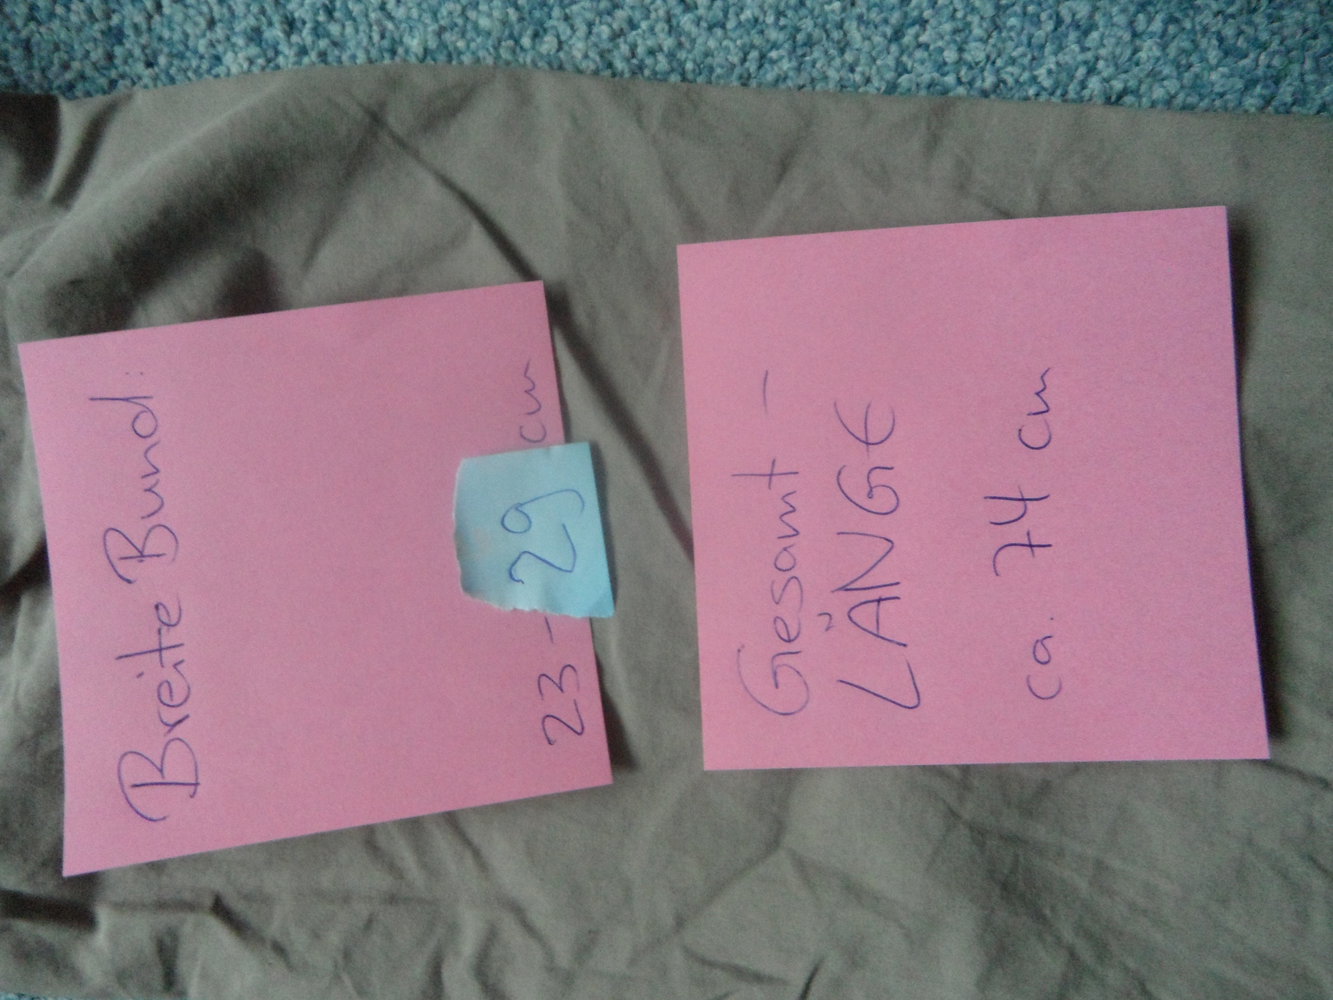 Breite Bund
23 - 29 cm
Gesamt -
LÄNGE
ca. 74 cm